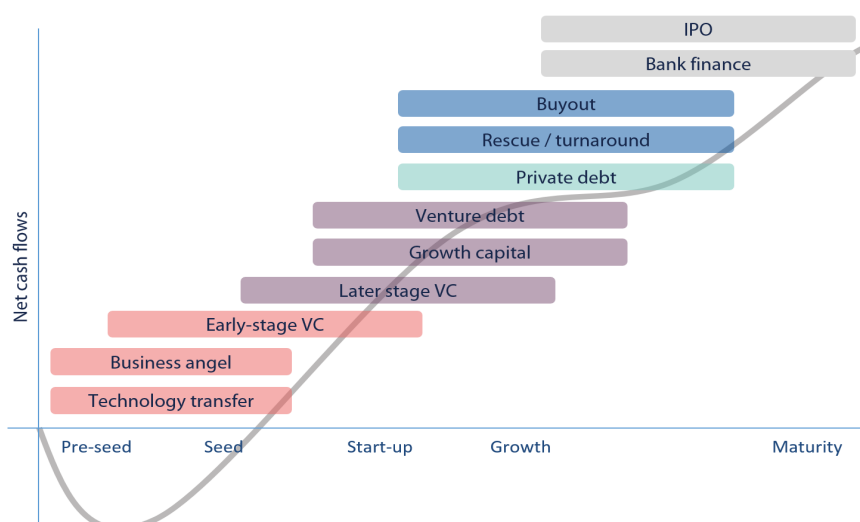 IPO
Bank finance
Buyout
Rescue / turnaround
Private debt
Venture debt
Growth capital
Later stage VC
Early-stage VC
Business angel
Technology transfer
Net cash flows
Pre-seed
Seed
Start-up
Growth
Maturity